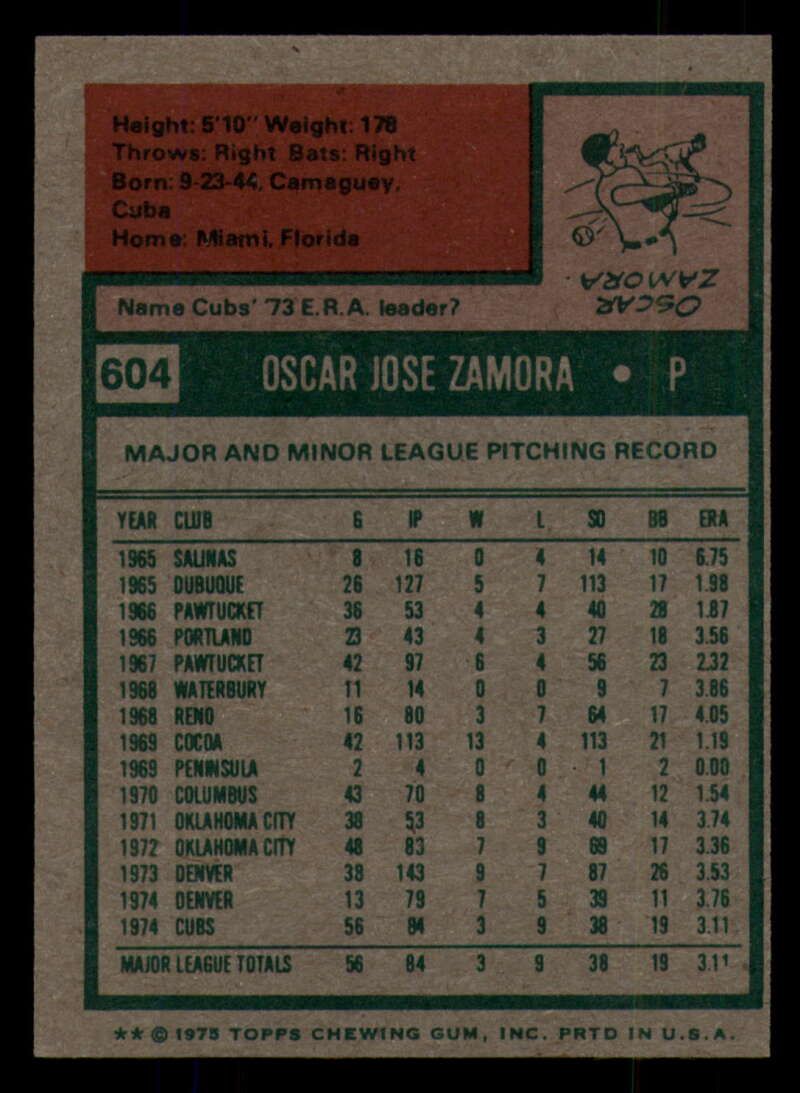 Height: 5'10" Weight: 178
Throws: Right Bats: Right
Born: 9-23-44, Camaguey,
Cuba
Home: Miami, Florida
Name Cubs' '73 E.R.A. leader?
OSCAR
ZAMORA
604 OSCAR JOSE ZAMORA • P
MAJOR AND MINOR LEAGUE PITCHING RECORD
YEAR CLUB G IP W L SO BB ERA
1965 SALINAS 8 16 0 4 14 10 6.75
1965 DUBUQUE 26 127 5 7 113 17 1.98
1966 PAWTUCKET 36 53 4 4 40 28 1.87
1966 PORTLAND 23 43 4 3 27 18 3.56
1967 PAWTUCKET 42 97 6 4 56 23 2.32
1968 WATERBURY 11 14 0 0 9 7 3.86
1968 RENO 16 80 3 7 64 17 4.05
1969 COCOA 42 113 13 4 113 21 1.19
1969 PENINSULA 2 4 0 0 1 2 0.00
1970 COLUMBUS 43 70 8 4 44 12 1.54
1971 OKLAHOMA CITY 38 53 8 3 40 14 3.74
1972 OKLAHOMA CITY 48 83 7 9 69 17 3.36
1973 DENVER 38 143 9 7 87 26 3.53
1974 DENVER 13 79 7 5 39 11 3.76
1974 CUBS 56 84 3 9 38 19 3.11
MAJOR LEAGUE TOTALS 56 84 3 9 38 19 3.11
** © 1975 TOPPS CHEWING GUM, INC. PRTD IN U.S.A.